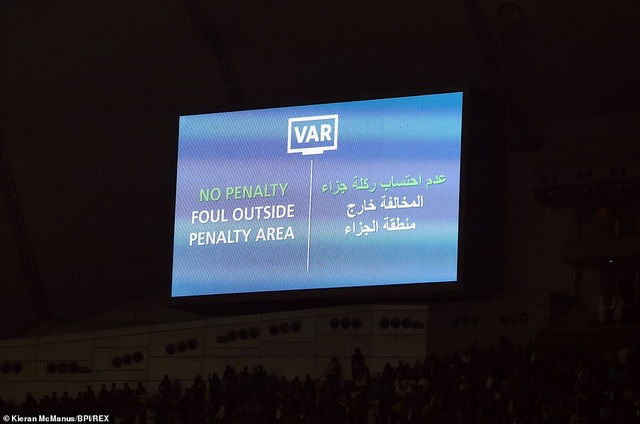 VAR
NO PENALTY
FOUL OUTSIDE
PENALTY AREA
عدم احتساب ركلة جزاء
المخالفة خارج
منطقة الجزاء
© Kieran McManus/BPI/REX